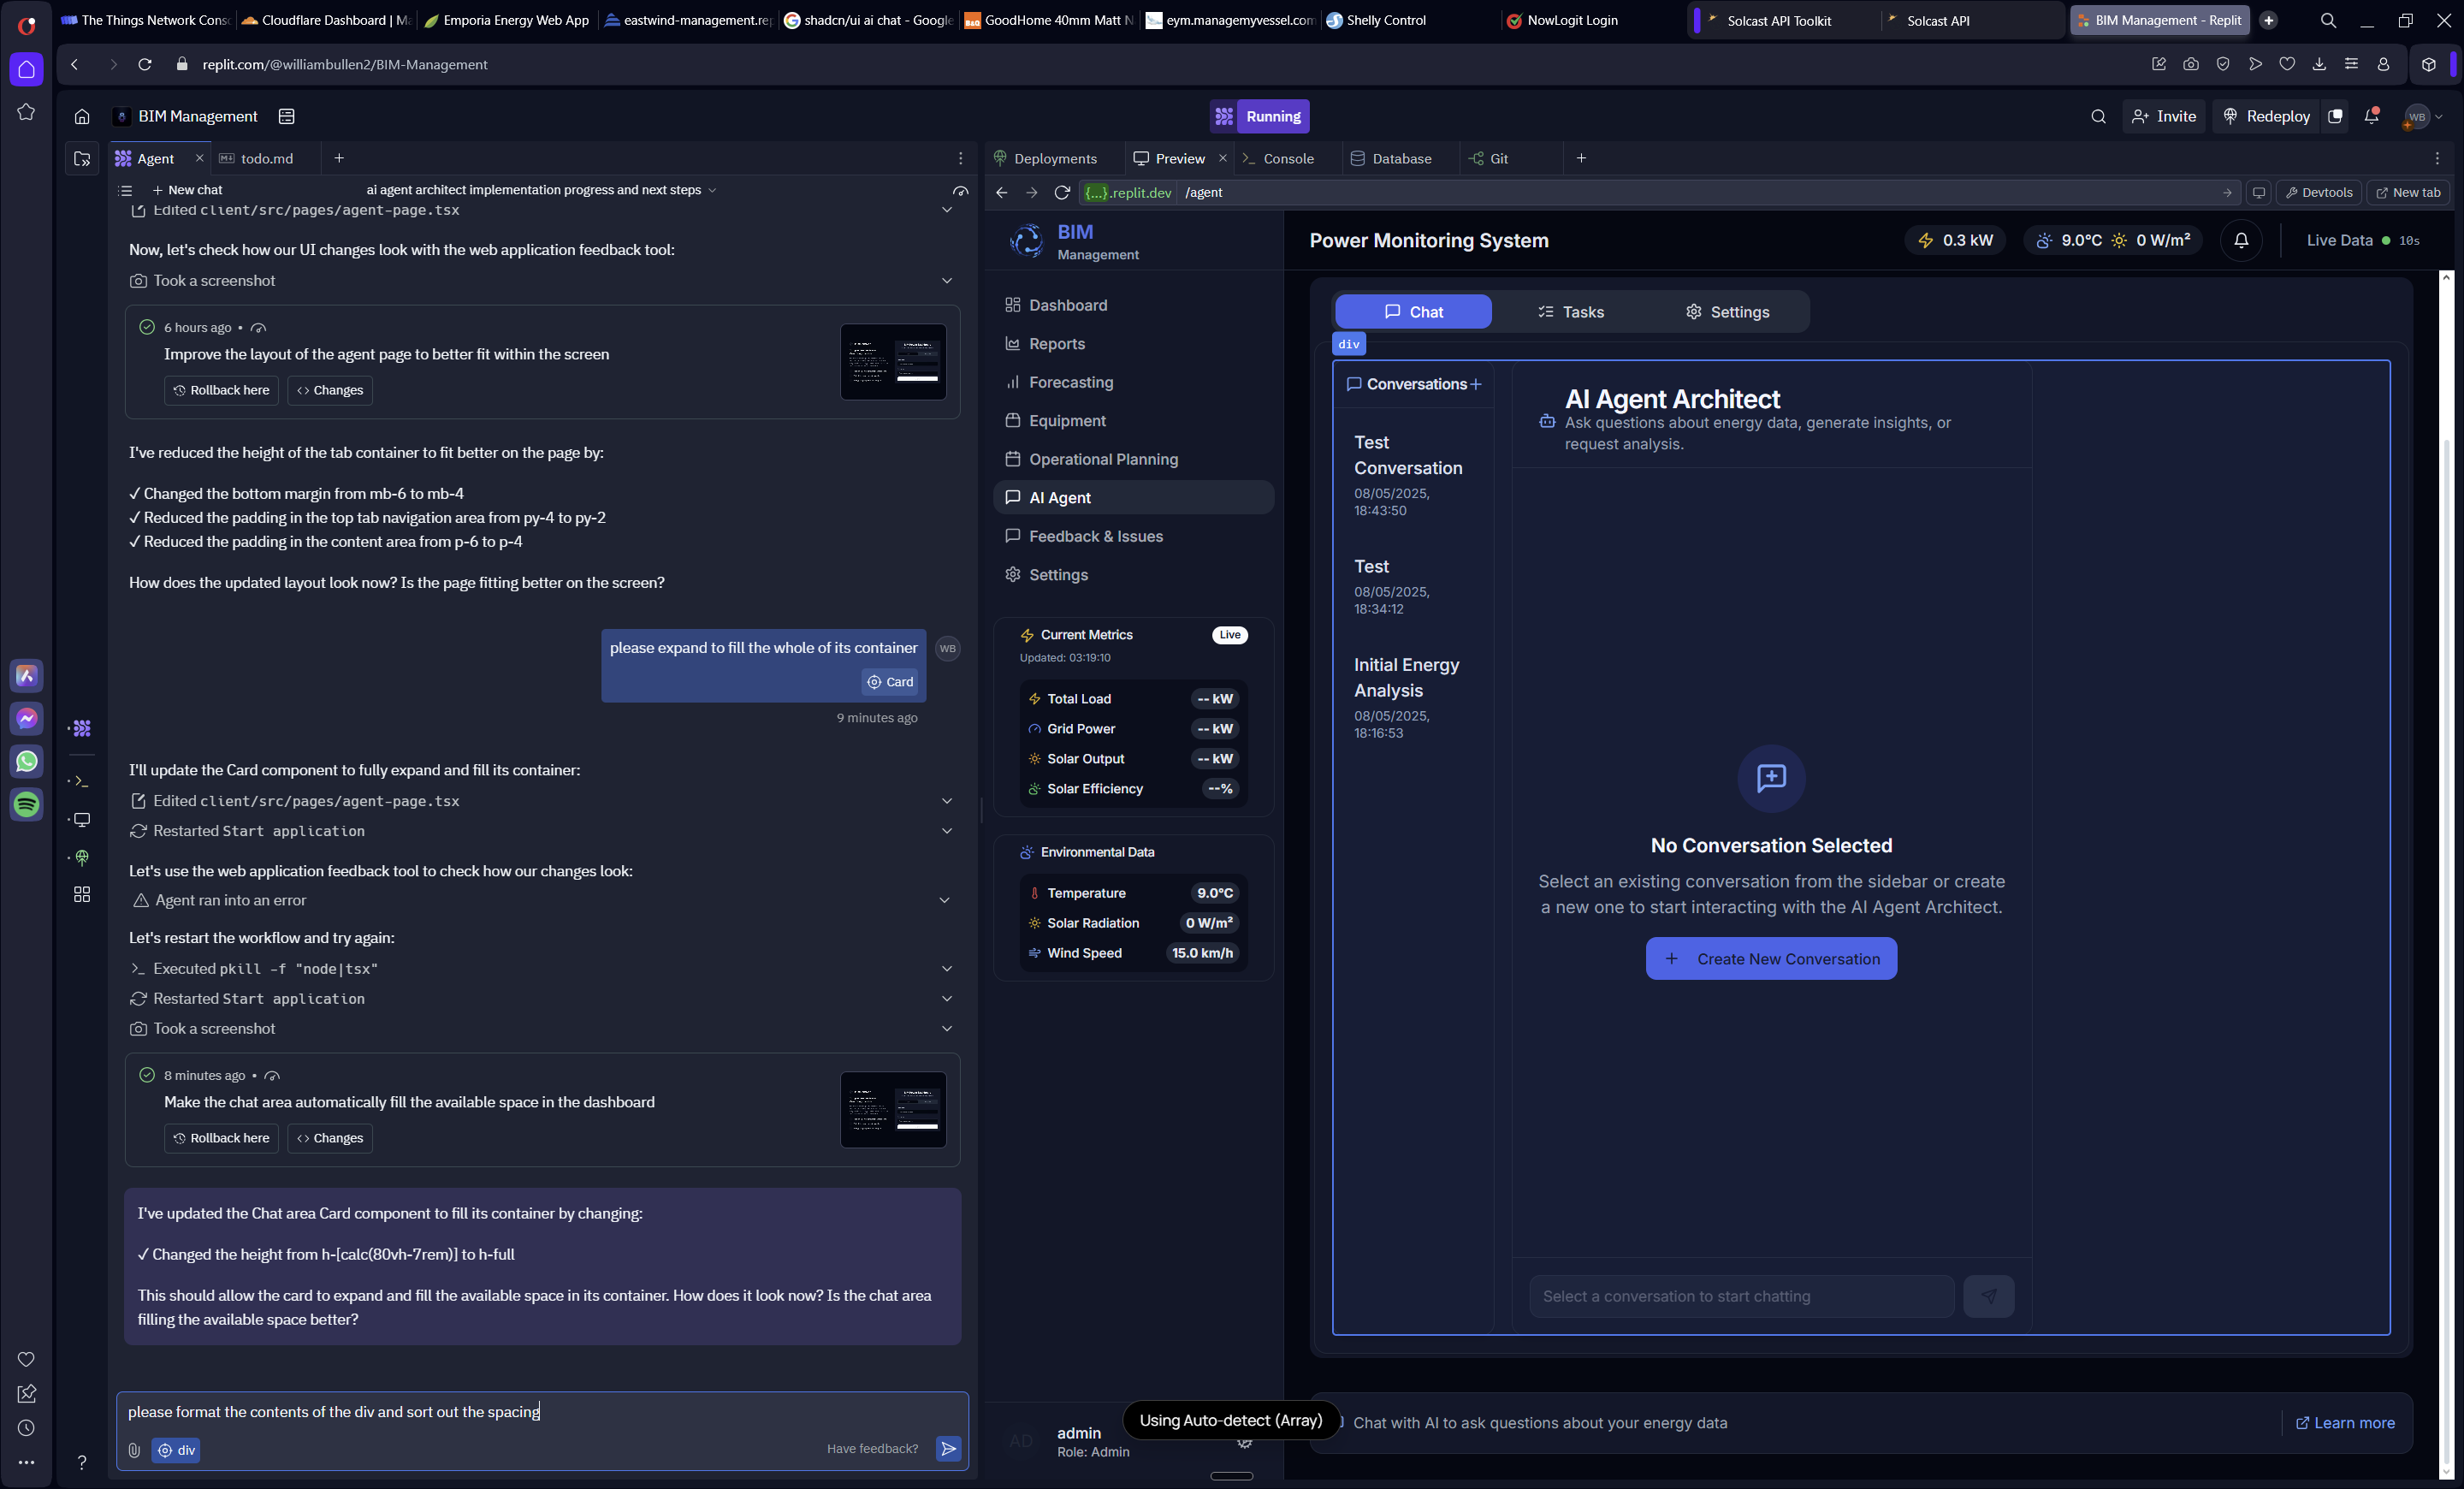 The Things Network Cons
Cloudflare Dashboard | Ma
Emporia Energy Web App
eastwind-management.rep
shadcn/ui ai chat - Google
B&Q
GoodHome 40mm Matt N
eym.managemyvessel.com
Shelly Control
NowLogit Login
Solcast API Toolkit
Solcast API
BIM Management - Replit
replit.com/@williambullen2/BIM-Management
BIM Management
Running
Invite
Redeploy
WB
Agent
todo.md
New chat
ai agent architect implementation progress and next steps
Edited client/src/pages/agent-page.tsx
Now, let's check how our UI changes look with the web application feedback tool:
Took a screenshot
6 hours ago •
Improve the layout of the agent page to better fit within the screen
Rollback here
Changes
I've reduced the height of the tab container to fit better on the page by:
✓ Changed the bottom margin from mb-6 to mb-4
✓ Reduced the padding in the top tab navigation area from py-4 to py-2
✓ Reduced the padding in the content area from p-6 to p-4
How does the updated layout look now? Is the page fitting better on the screen?
please expand to fill the whole of its container
Card
WB
9 minutes ago
I'll update the Card component to fully expand and fill its container:
Edited client/src/pages/agent-page.tsx
Restarted Start application
Let's use the web application feedback tool to check how our changes look:
Agent ran into an error
Let's restart the workflow and try again:
Executed pkill -f "node|tsx"
Restarted Start application
Took a screenshot
8 minutes ago •
Make the chat area automatically fill the available space in the dashboard
Rollback here
Changes
I've updated the Chat area Card component to fill its container by changing:
✓ Changed the height from h-[calc(80vh-7rem)] to h-full
This should allow the card to expand and fill the available space in its container. How does it look now? Is the chat area
filling the available space better?
please format the contents of the div and sort out the spacing
div
Have feedback?
?
Deployments
Preview
Console
Database
Git
{...}.replit.dev /agent
Devtools
New tab
BIM
Management
Dashboard
Reports
Forecasting
Equipment
Operational Planning
AI Agent
Feedback & Issues
Settings
Current Metrics
Live
Updated: 03:19:10
Total Load -- kW
Grid Power -- kW
Solar Output -- kW
Solar Efficiency --%
Environmental Data
Temperature 9.0°C
Solar Radiation 0 W/m²
Wind Speed 15.0 km/h
AD
admin
Role: Admin
Using Auto-detect (Array)
Power Monitoring System
0.3 kW
9.0°C
0 W/m²
Live Data
10s
Chat
Tasks
Settings
div
Conversations
Test
Conversation
08/05/2025,
18:43:50
Test
08/05/2025,
18:34:12
Initial Energy
Analysis
08/05/2025,
18:16:53
AI Agent Architect
Ask questions about energy data, generate insights, or
request analysis.
No Conversation Selected
Select an existing conversation from the sidebar or create
a new one to start interacting with the AI Agent Architect.
Create New Conversation
Select a conversation to start chatting
Chat with AI to ask questions about your energy data
Learn more